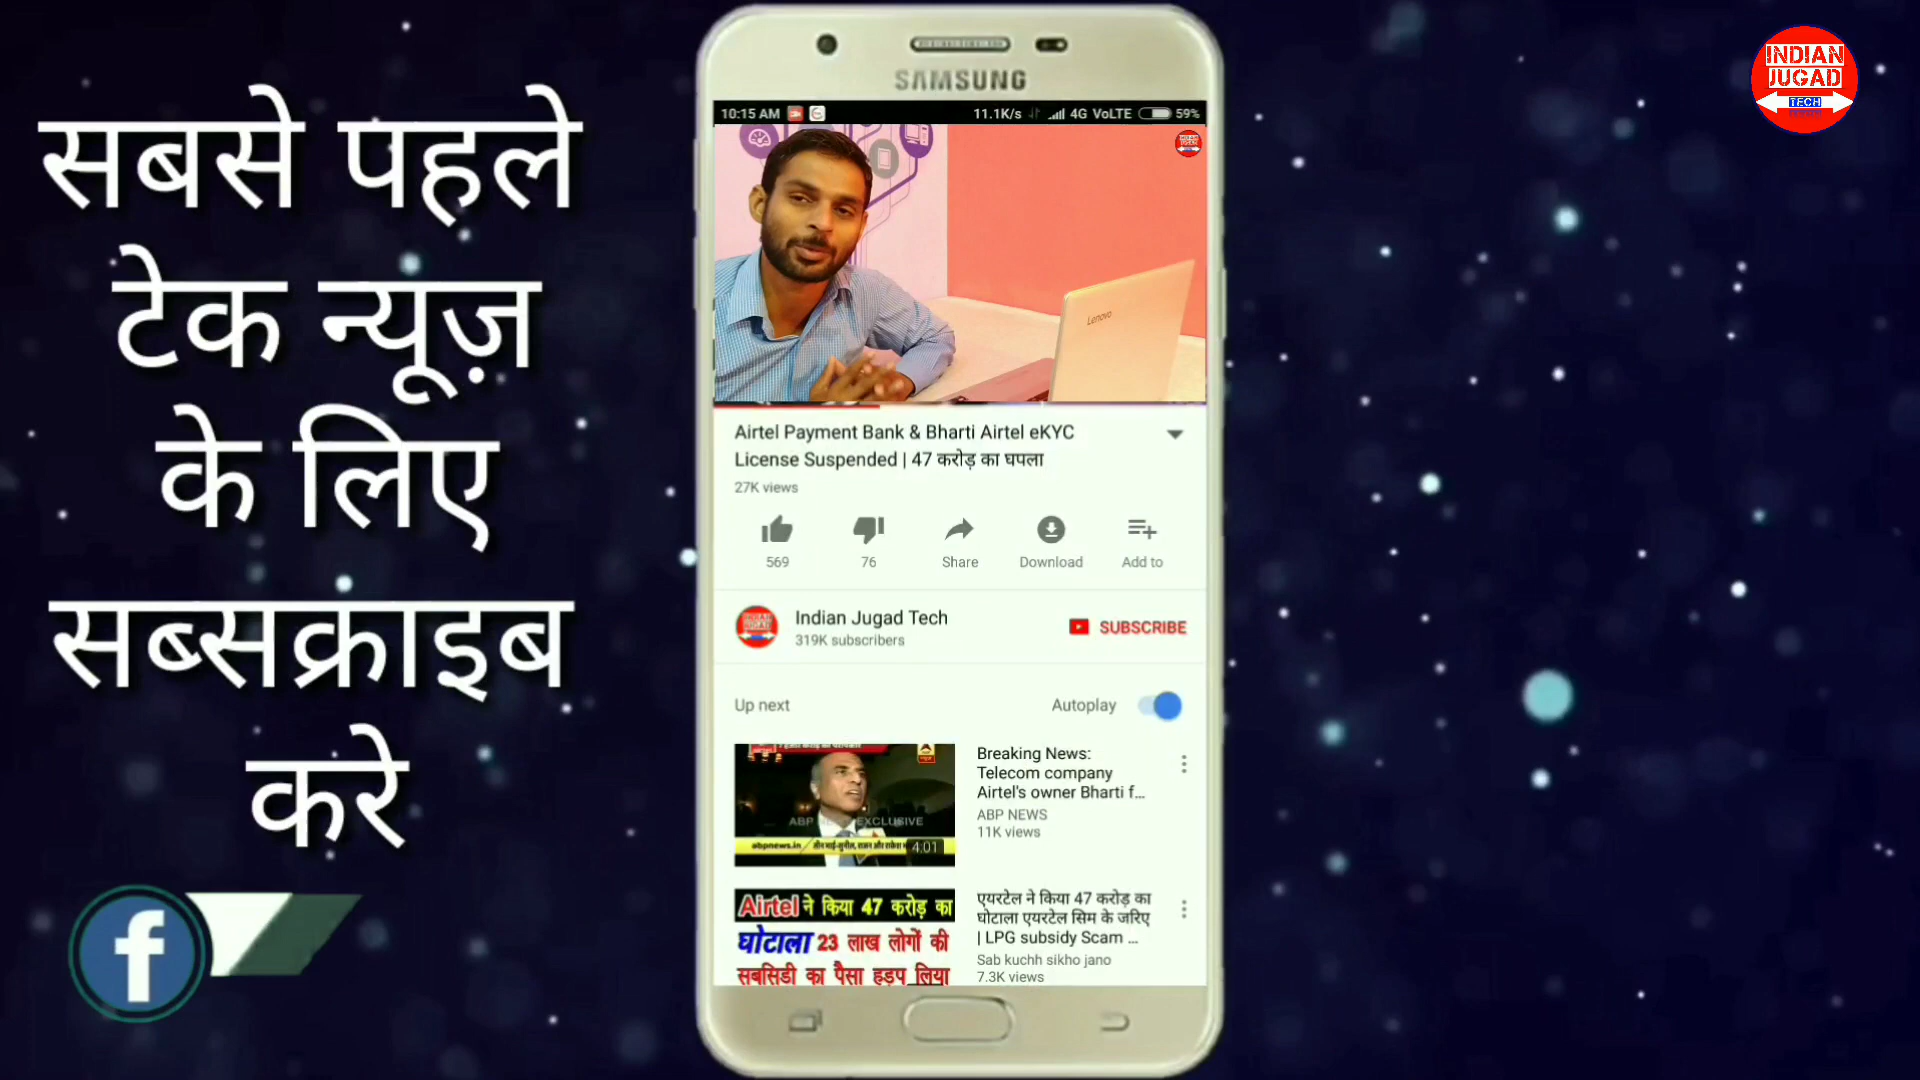 सबसे पहले
टेक न्यूज़
के लिए
सब्सक्राइब
करे
f
INDIAN
JUGAD
TECH
SAMSUNG
10:15 AM
11.1K/s
4G VoLTE
59%
Lenovo
Airtel Payment Bank & Bharti Airtel eKYC
License Suspended | 47 करोड़ का घपला
27K views
569
76
Share
Download
Add to
Indian Jugad Tech
319K subscribers
SUBSCRIBE
Up next
Autoplay
ABP EXCLUSIVE
abpnews.in
4:01
Breaking News:
Telecom company
Airtel's owner Bharti f...
ABP NEWS
11K views
Airtel ने किया 47 करोड़ का
घोटाला 23 लाख लोगों की
सबसिडी का पैसा हड़प लिया
एयरटेल ने किया 47 करोड़ का
घोटाला एयरटेल सिम के जरिए
| LPG subsidy Scam ...
Sab kuchh sikho jano
7.3K views